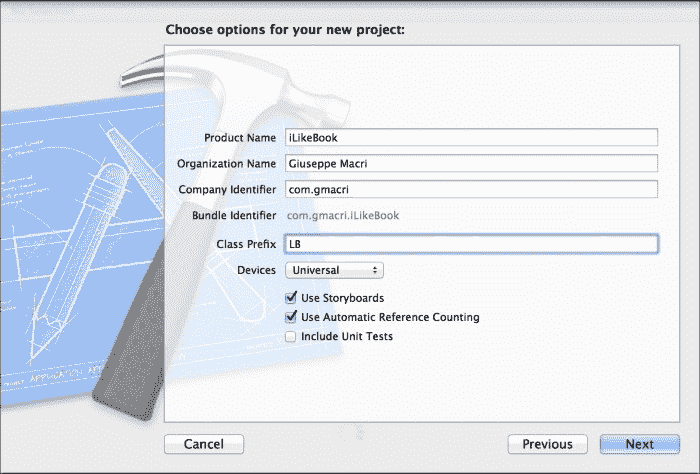 Choose options for your new project:
Product Name iLikeBook
Organization Name Giuseppe Macri
Company Identifier com.gmacri
Bundle Identifier com.gmacri.iLikeBook
Class Prefix LB
Devices Universal
Use Storyboards
Use Automatic Reference Counting
Include Unit Tests
APPLICATION
Cancel Previous Next